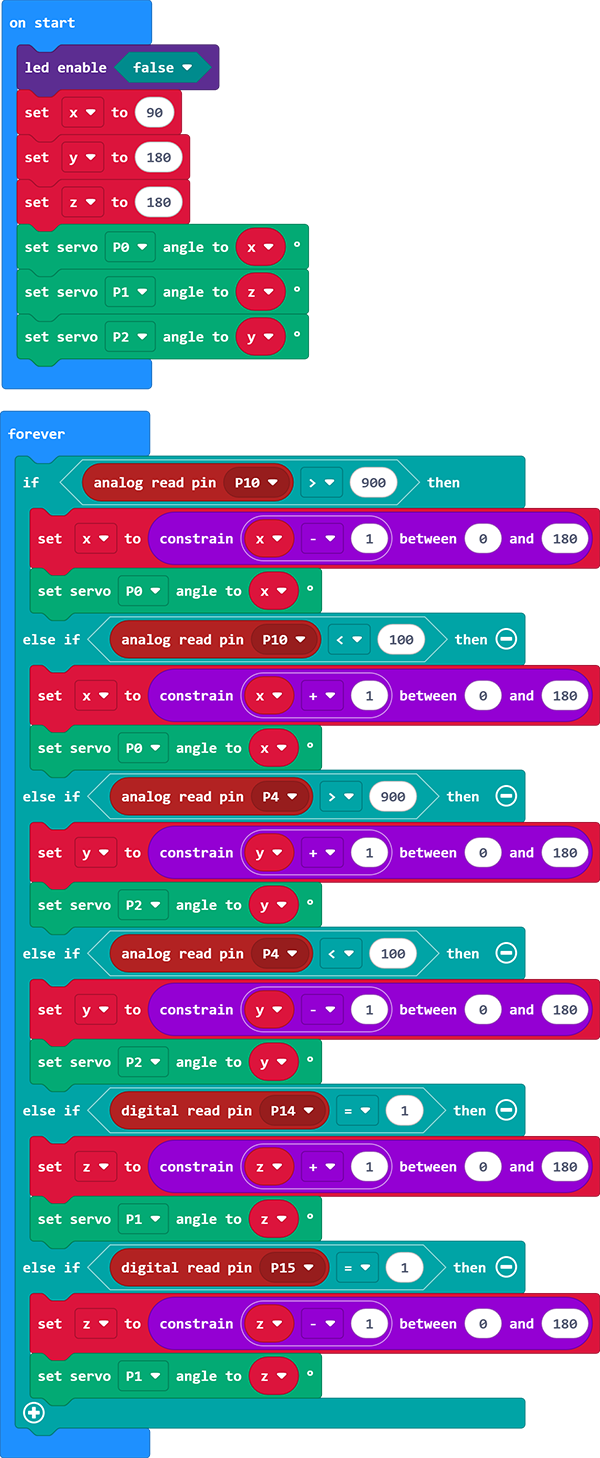 on start
led enable false
set x to 90
set y to 180
set z to 180
set servo P0 angle to x °
set servo P1 angle to z °
set servo P2 angle to y °
forever
if analog read pin P10 > 900 then
set x to constrain x - 1 between 0 and 180
set servo P0 angle to x °
else if analog read pin P10 < 100 then
set x to constrain x + 1 between 0 and 180
set servo P0 angle to x °
else if analog read pin P4 > 900 then
set y to constrain y + 1 between 0 and 180
set servo P2 angle to y °
else if analog read pin P4 < 100 then
set y to constrain y - 1 between 0 and 180
set servo P2 angle to y °
else if digital read pin P14 = 1 then
set z to constrain z + 1 between 0 and 180
set servo P1 angle to z °
else if digital read pin P15 = 1 then
set z to constrain z - 1 between 0 and 180
set servo P1 angle to z °